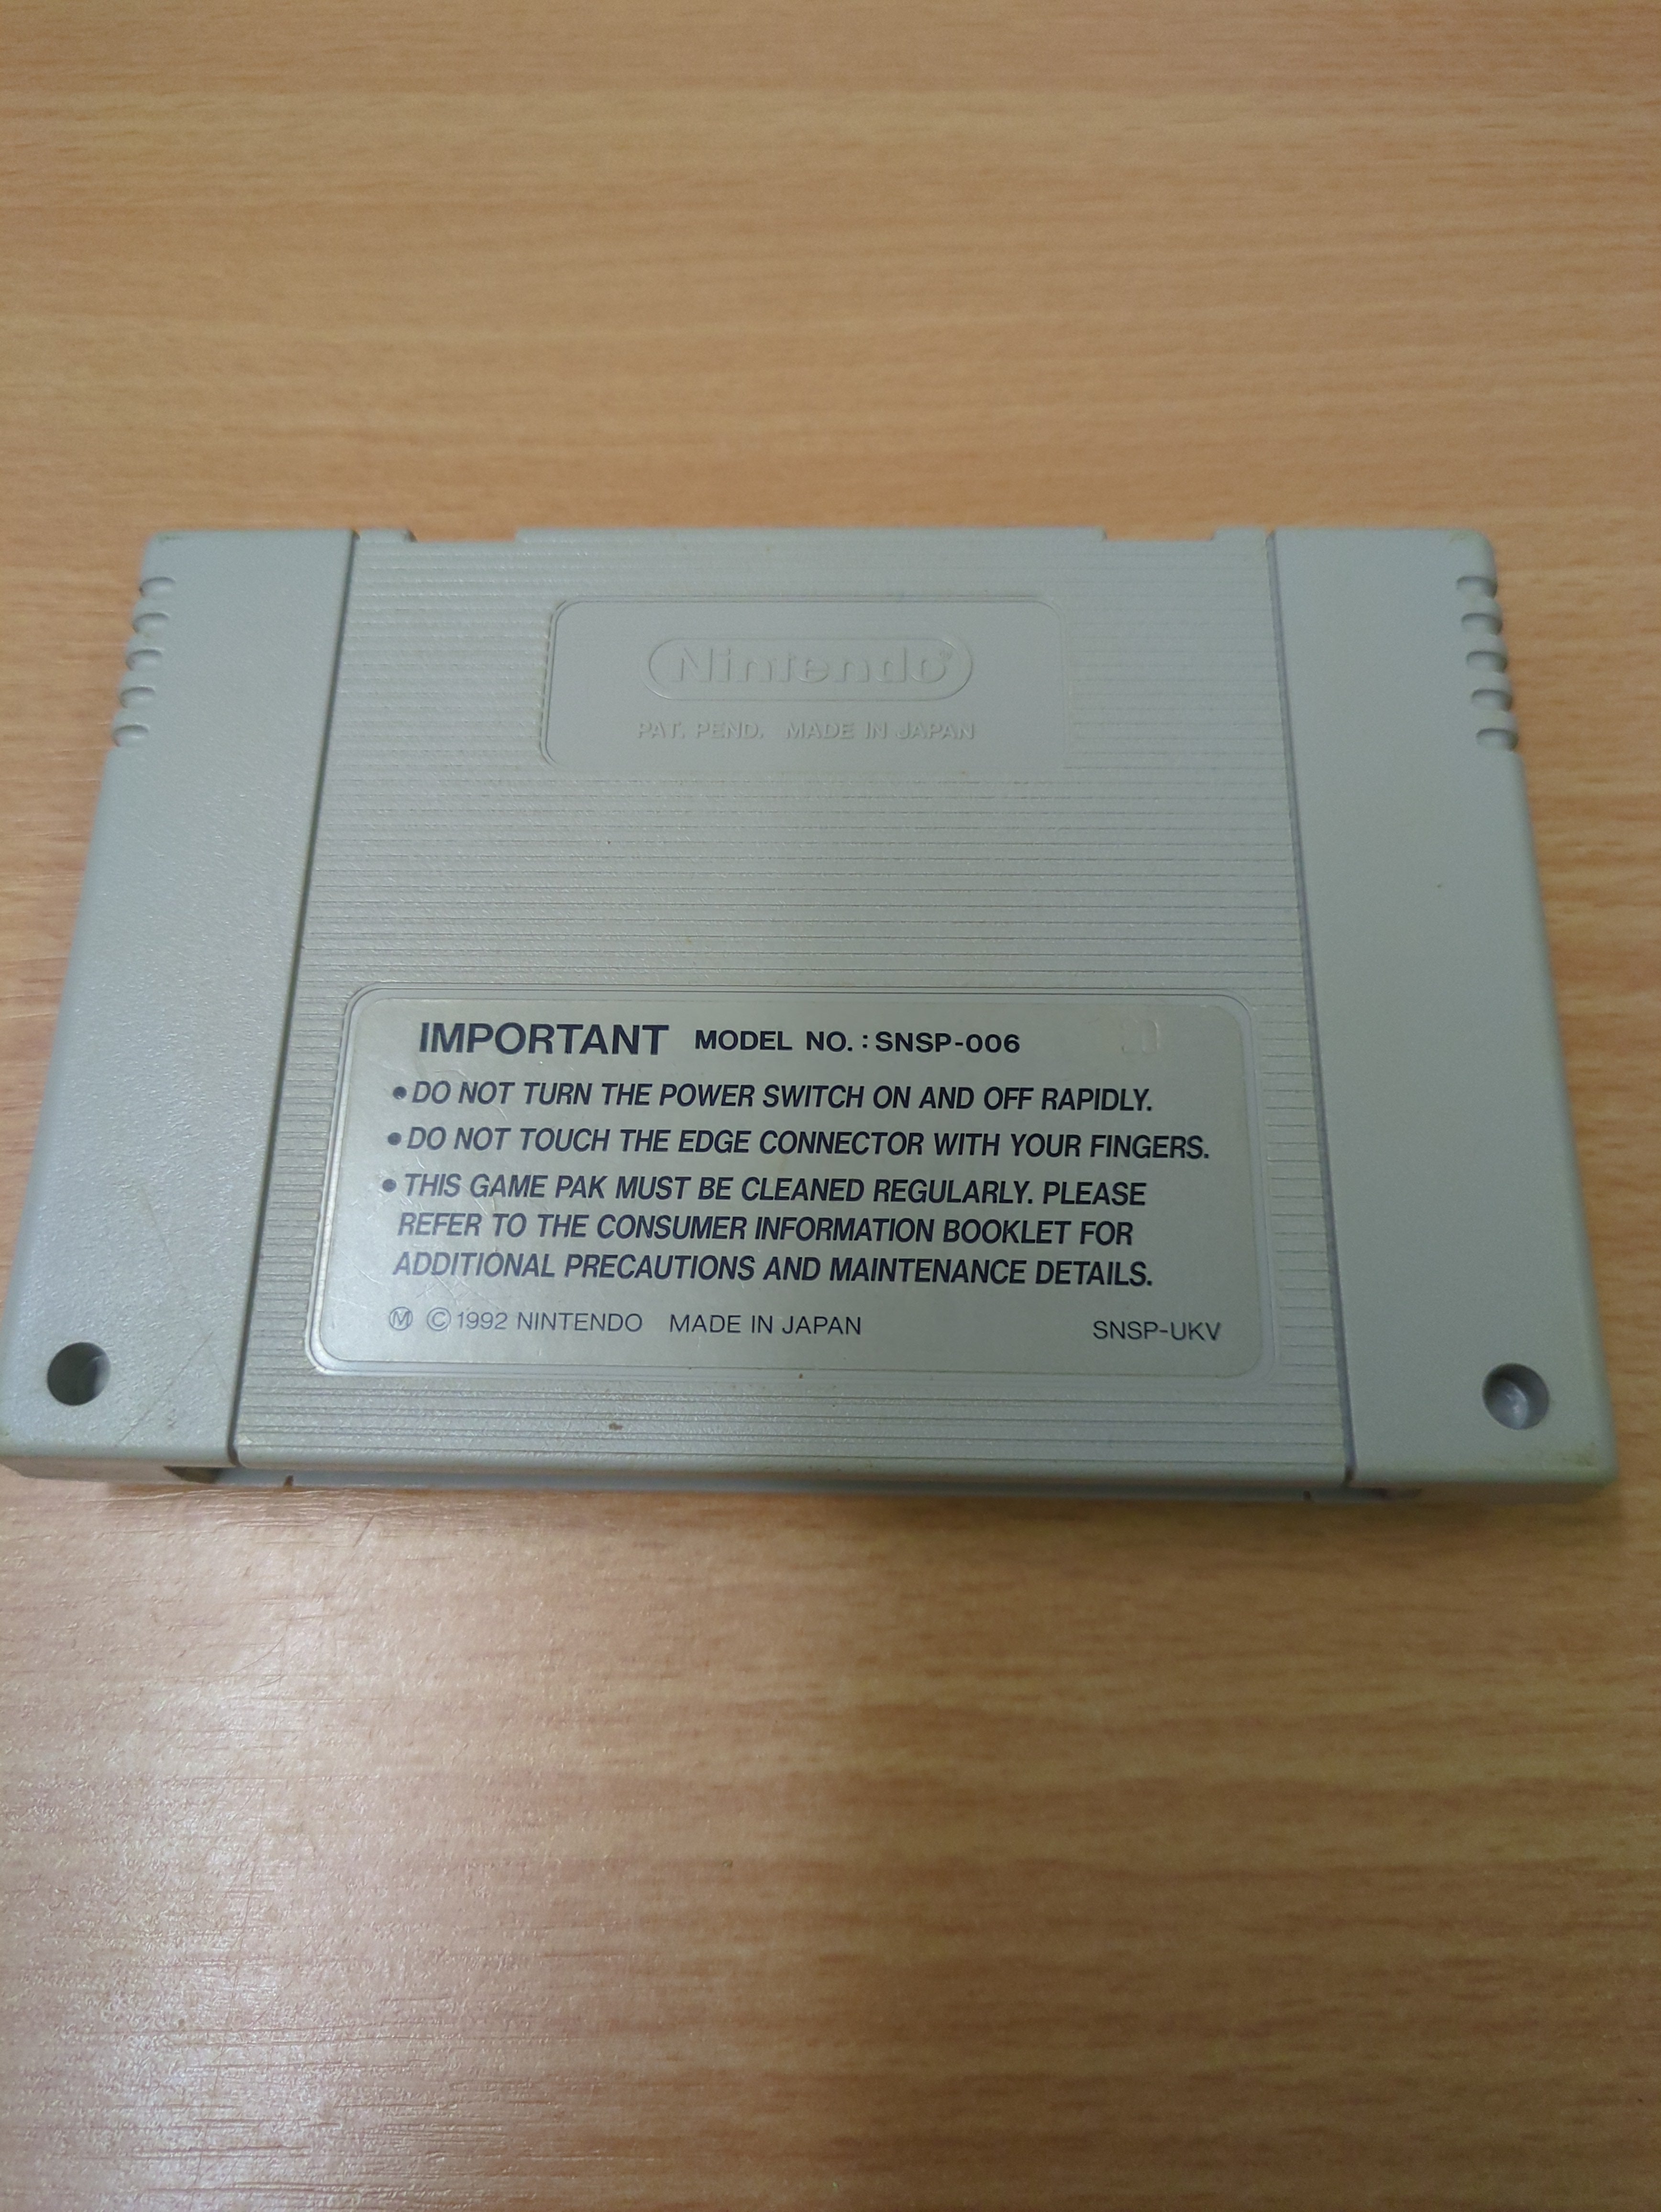 Nintendo®
PAT. PEND. MADE IN JAPAN
IMPORTANT MODEL NO. : SNSP-006
●DO NOT TURN THE POWER SWITCH ON AND OFF RAPIDLY.
●DO NOT TOUCH THE EDGE CONNECTOR WITH YOUR FINGERS.
●THIS GAME PAK MUST BE CLEANED REGULARLY. PLEASE
REFER TO THE CONSUMER INFORMATION BOOKLET FOR
ADDITIONAL PRECAUTIONS AND MAINTENANCE DETAILS.
Ⓜ ©1992 NINTENDO MADE IN JAPAN SNSP-UKV